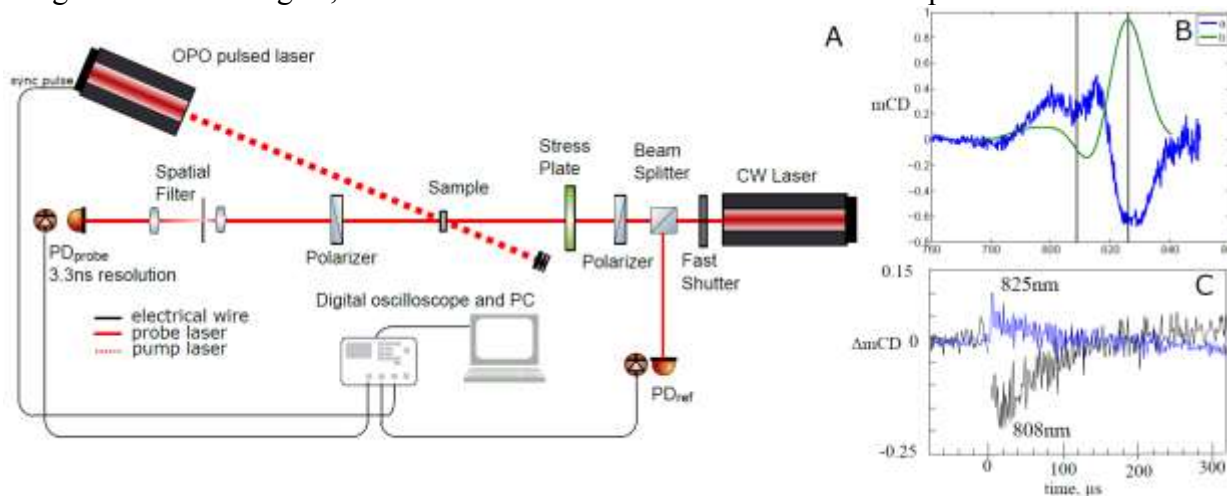 A
OPO pulsed laser
sync pulse
Spatial
Filter
Sample
Stress
Plate
Beam
Splitter
CW Laser
PDprobe
3.3ns resolution
Polarizer
Polarizer
Fast
Shutter
Digital oscilloscope and PC
electrical wire
probe laser
pump laser
PDref
B
mCD
1
0.8
0.6
0.4
0.2
0
-0.2
-0.4
-0.6
780
820
C
0.15
825nm
ΔmCD
0
808nm
-0.25
0
100
200
300
time, µs